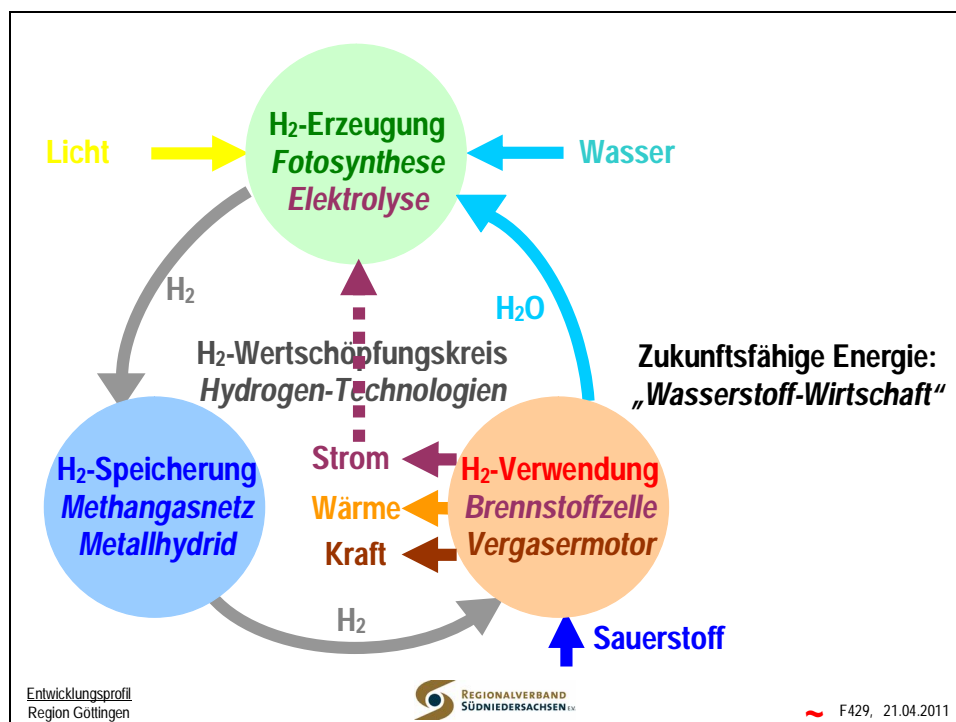 H₂-Erzeugung
Fotosynthese
Elektrolyse
Licht
Wasser
H₂
H₂O
H₂-Wertschöpfungskreis
Hydrogen-Technologien
Zukunftsfähige Energie:
„Wasserstoff-Wirtschaft“
H₂-Speicherung
Methangasnetz
Metallhydrid
Strom
Wärme
Kraft
H₂-Verwendung
Brennstoffzelle
Vergasermotor
H₂
Sauerstoff
Entwicklungsprofil
Region Göttingen
REGIONALVERBAND
SÜDNIEDERSACHSEN E.V.
~ F429, 21.04.2011